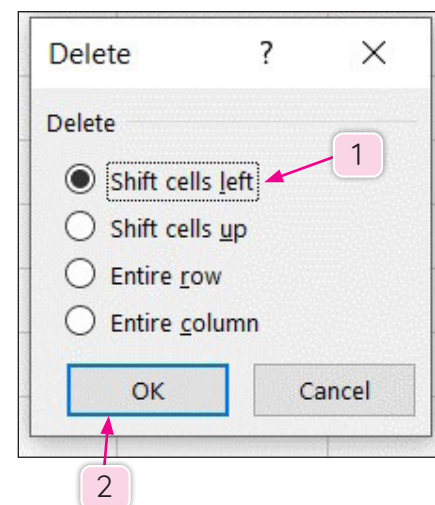 Delete ? ×
Delete
1
Shift cells left
Shift cells up
Entire row
Entire column
OK Cancel
2